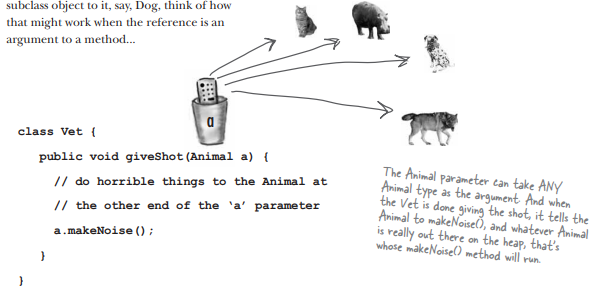 subclass object to it, say, Dog, think of how
that might work when the reference is an
argument to a method...
a
class Vet {
public void giveShot(Animal a) {
// do horrible things to the Animal at
// the other end of the ‘a’ parameter
a.makeNoise();
}
}
The Animal parameter can take ANY
Animal type as the argument. And when
the Vet is done giving the shot, it tells the
Animal to makeNoise(), and whatever Animal
is really out there on the heap, that's
whose makeNoise() method will run.